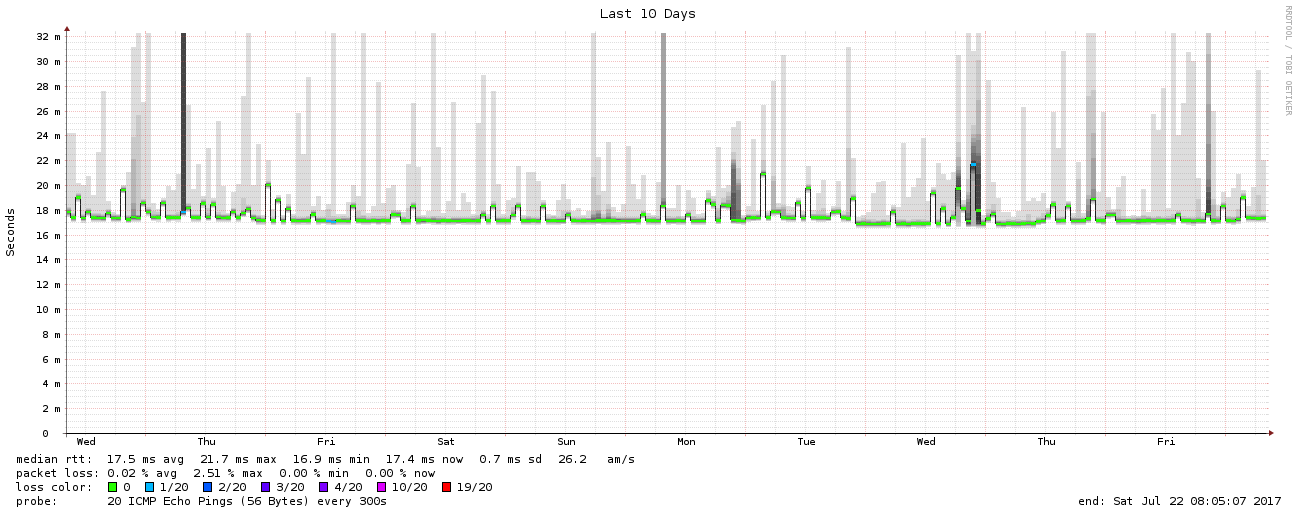 Last 10 Days
RRDTOOL / TOBI OETIKER
Seconds
32 m
30 m
28 m
26 m
24 m
22 m
20 m
18 m
16 m
14 m
12 m
10 m
8 m
6 m
4 m
2 m
0
Wed Thu Fri Sat Sun Mon Tue Wed Thu Fri
median rtt: 17.5 ms avg 21.7 ms max 16.9 ms min 17.4 ms now 0.7 ms sd 26.2 am/s
packet loss: 0.02 % avg 2.51 % max 0.00 % min 0.00 % now
loss color: 0 1/20 2/20 3/20 4/20 10/20 19/20
probe: 20 ICMP Echo Pings (56 Bytes) every 300s end: Sat Jul 22 08:05:07 2017